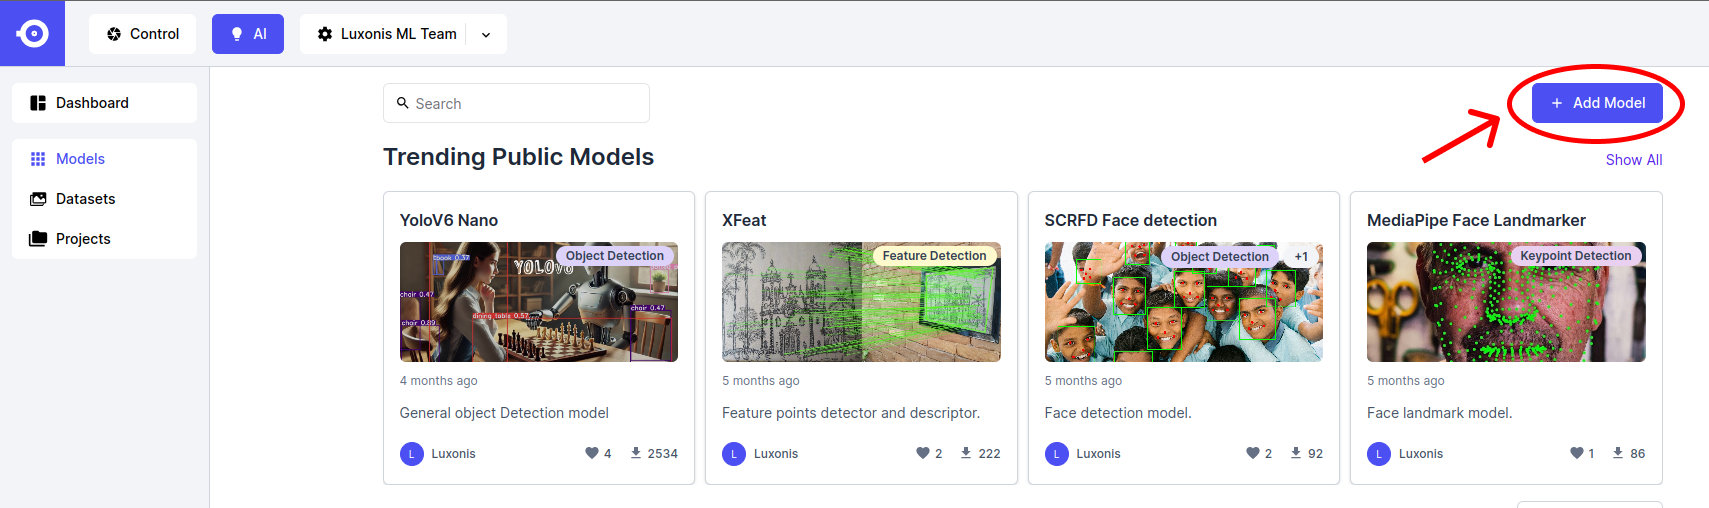 Control
AI
Luxonis ML Team
Dashboard
Models
Datasets
Projects
Search
+ Add Model
Trending Public Models
Show All
YoloV6 Nano
Object Detection
YOLOV6
book 0.37
chair 0.47
chair 0.89
dining table 0.57
chair 0.47
4 months ago
General object Detection model
L Luxonis 4 2534
XFeat
Feature Detection
5 months ago
Feature points detector and descriptor.
L Luxonis 2 222
SCRFD Face detection
Object Detection +1
5 months ago
Face detection model.
L Luxonis 2 92
MediaPipe Face Landmarker
Keypoint Detection
5 months ago
Face landmark model.
L Luxonis 1 86